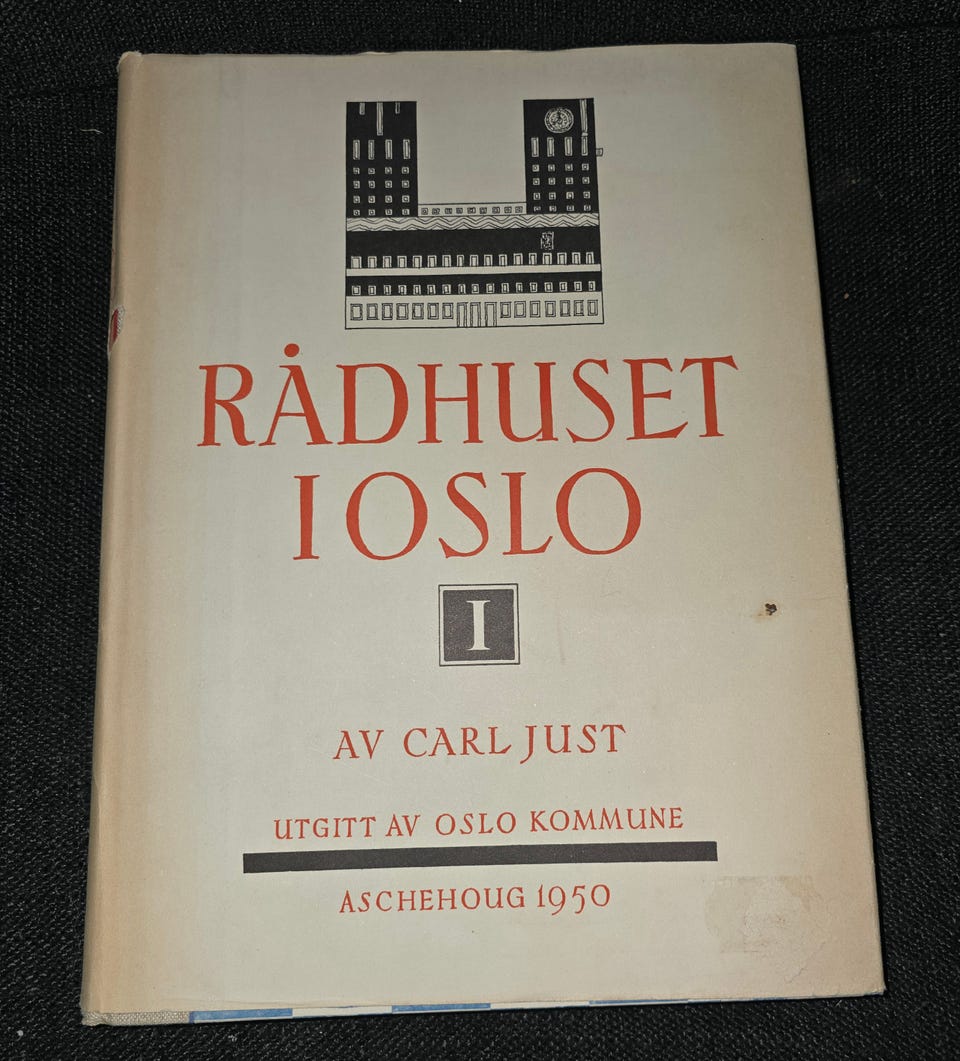 RÅDHUSET
I OSLO
I
AV CARL JUST
UTGITT AV OSLO KOMMUNE
ASCHEHOUG 1950